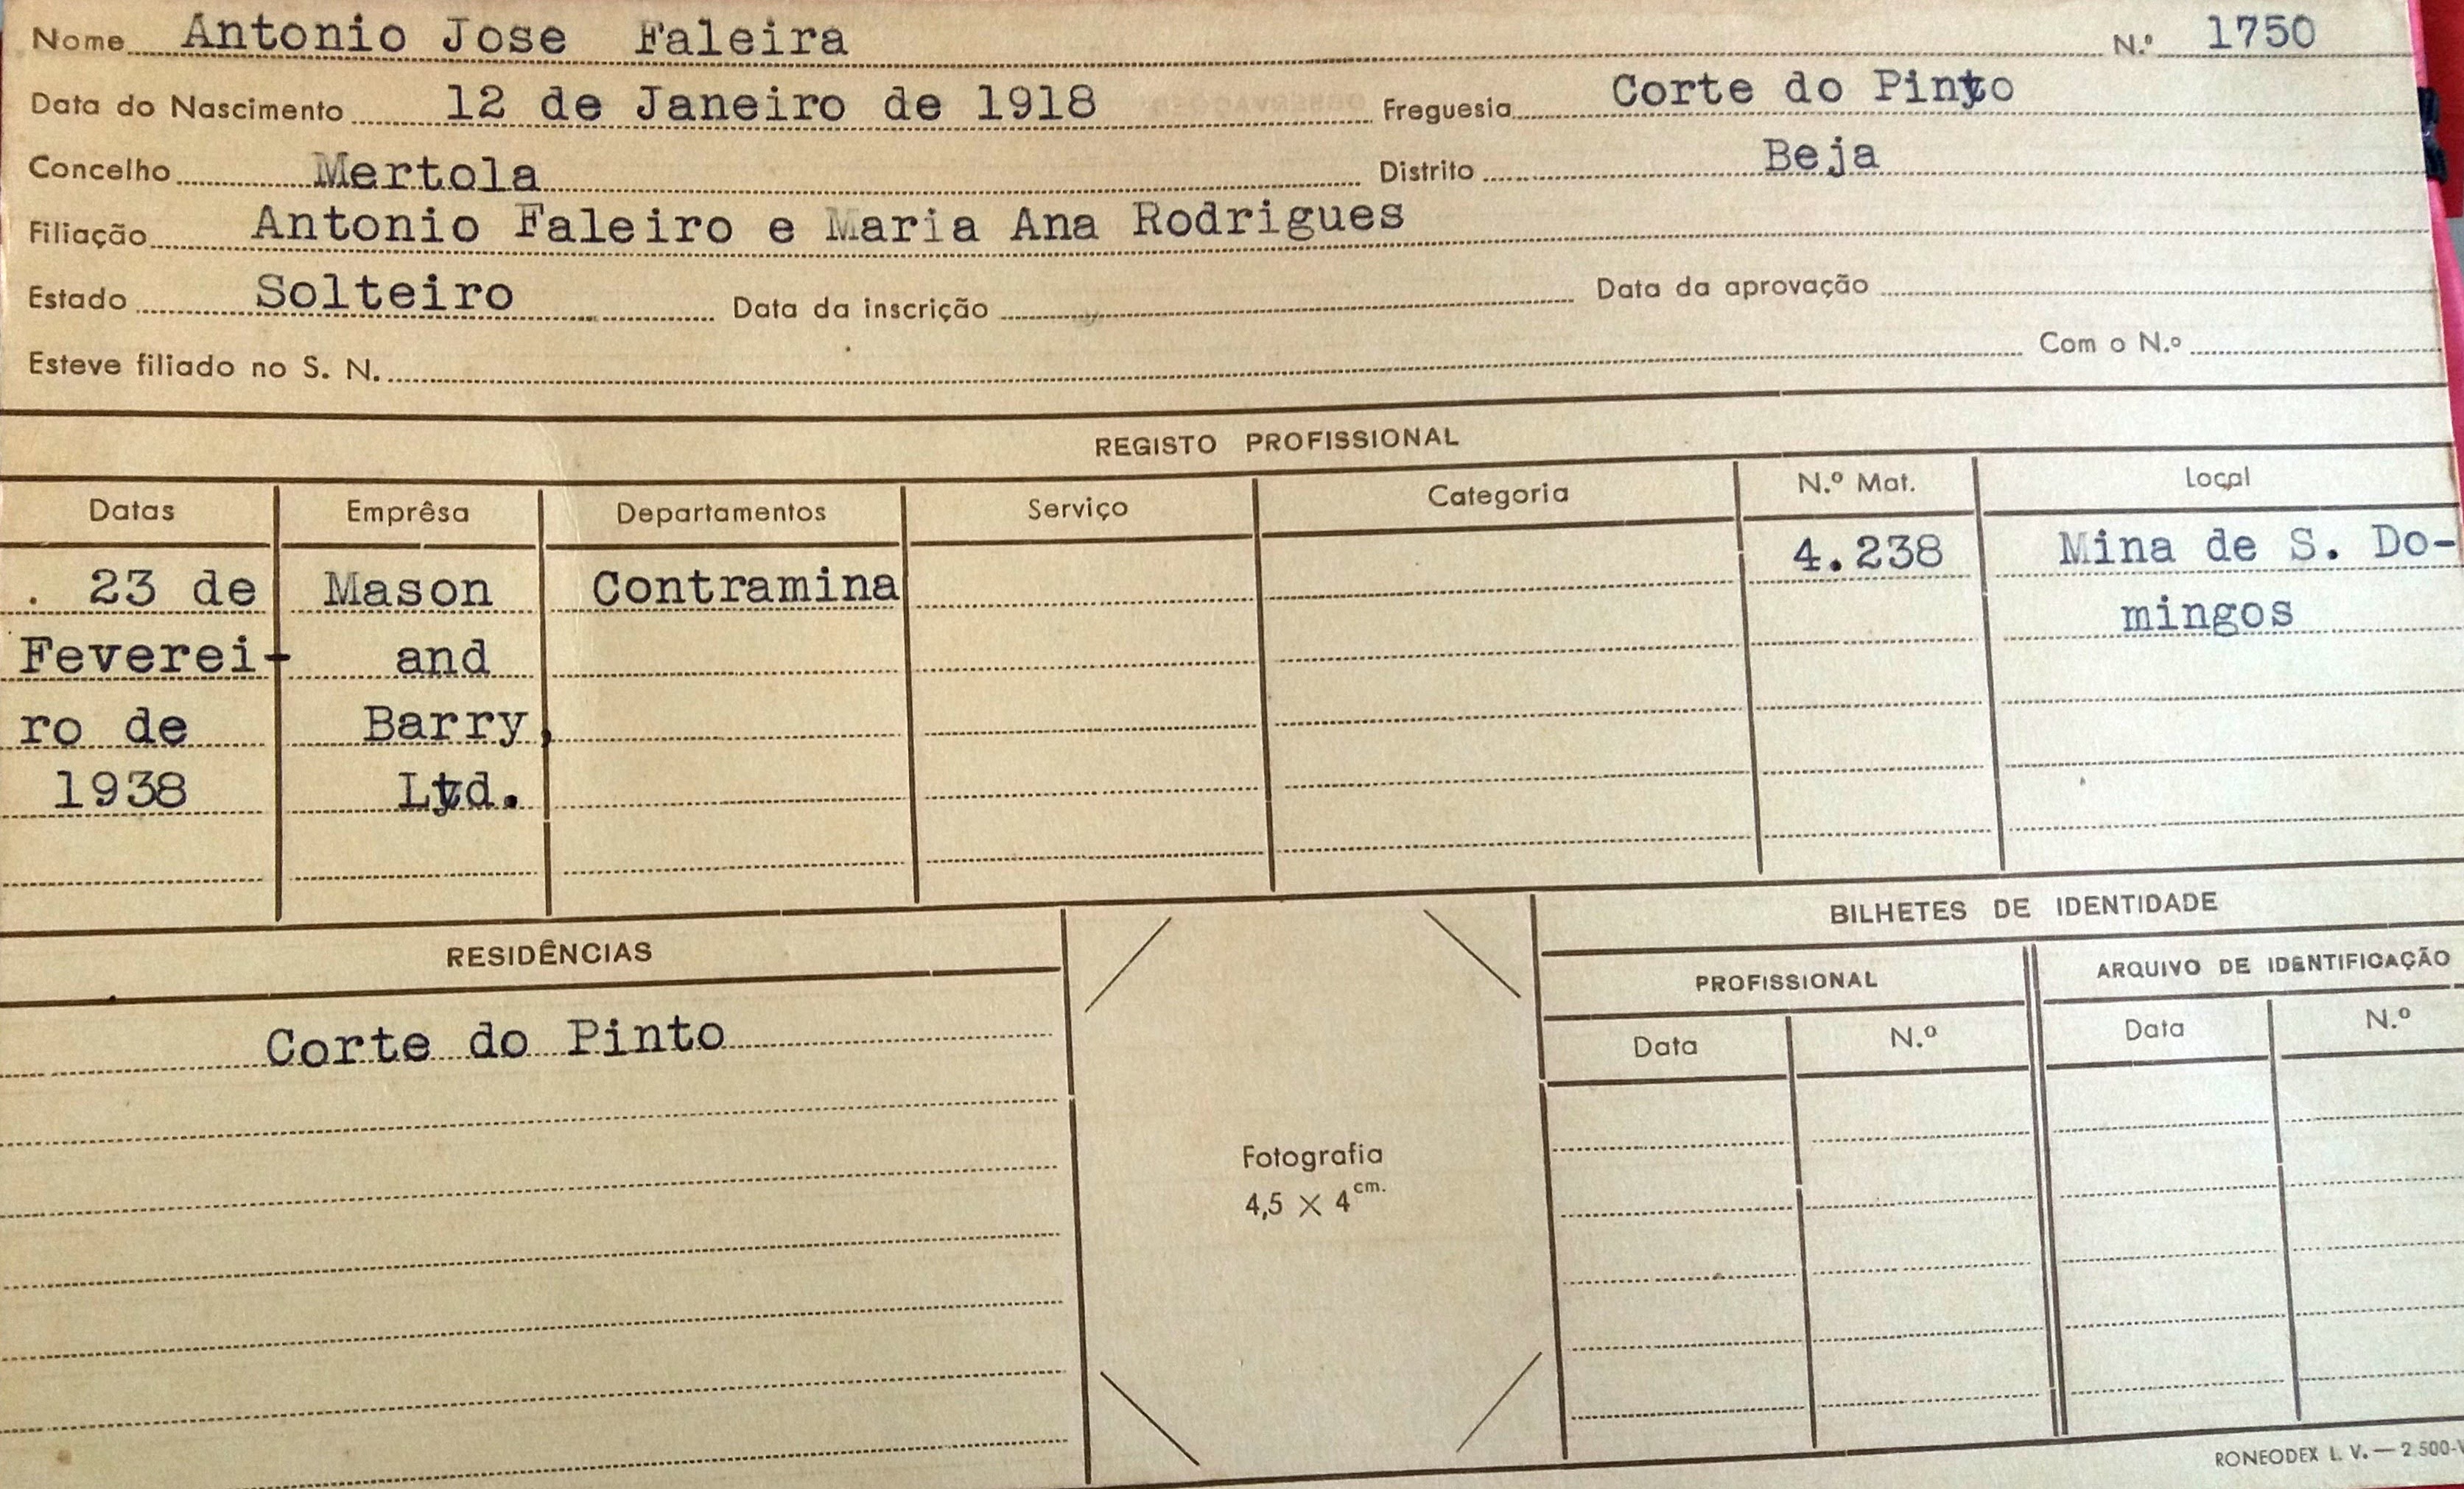 Nome Antonio Jose Faleira N.º 1750
Data do Nascimento 12 de Janeiro de 1918 Freguesia Corte do Pinto
Concelho Mertola Distrito Beja
Filiação Antonio Faleiro e Maria Ana Rodrigues
Estado Solteiro Data da inscrição Data da aprovação
Esteve filiado no S. N. Com o N.º
REGISTO PROFISSIONAL
Datas Emprêsa Departamentos Serviço Categoria N.º Mat. Local
. 23 de Mason Contramina 4.238 Mina de S. Do-
Feverei- and mingos
ro de Barry,
1938 Ltd.
RESIDÊNCIAS
Corte do Pinto
Fotografia
4,5 × 4 cm.
BILHETES DE IDENTIDADE
PROFISSIONAL ARQUIVO DE IDENTIFICAÇÃO
Data N.º Data N.º
RONEODEX L. V. — 2.500-